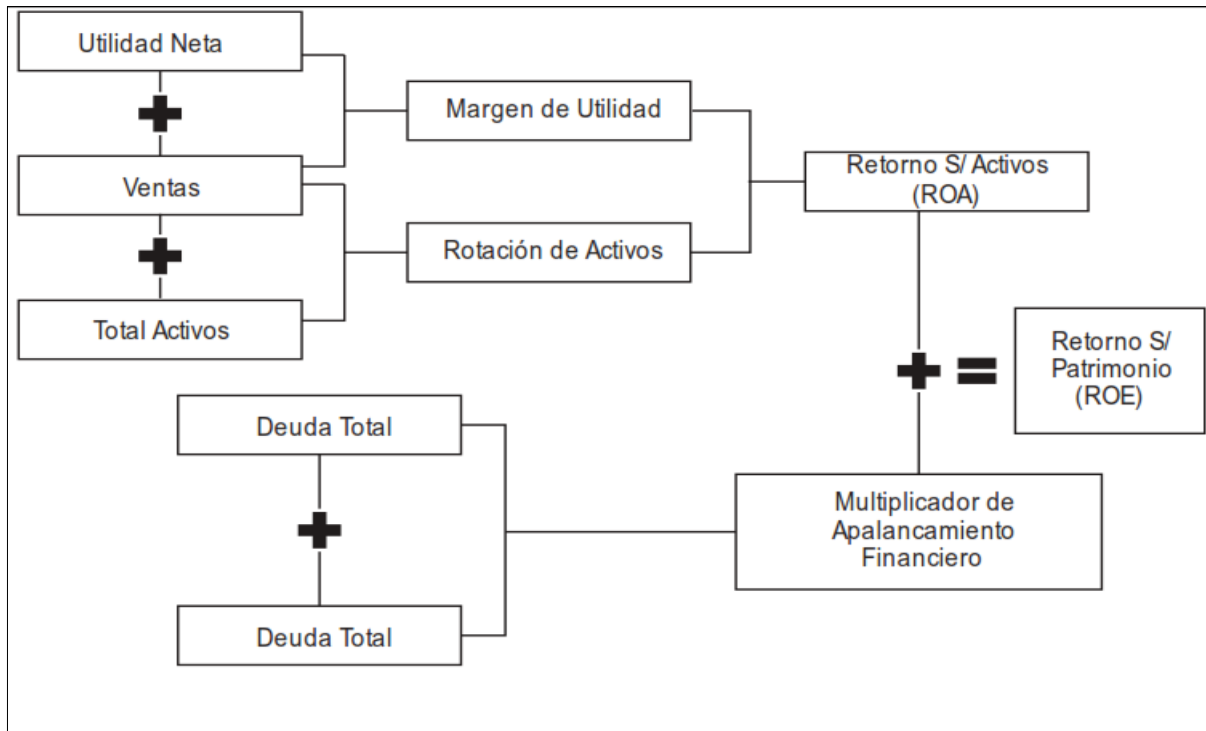 Utilidad Neta
Margen de Utilidad
Ventas
Retorno S/ Activos
(ROA)
Rotación de Activos
Total Activos
Retorno S/
Patrimonio
(ROE)
Deuda Total
Multiplicador de
Apalancamiento
Financiero
Deuda Total